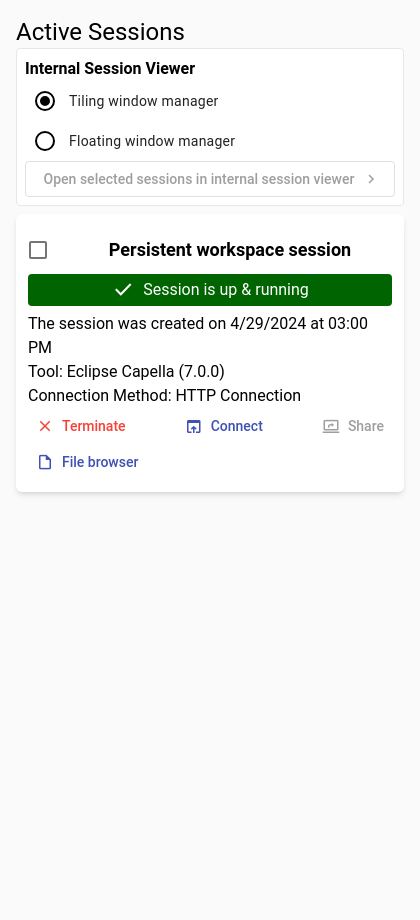 Active Sessions
Internal Session Viewer
Tiling window manager
Floating window manager
Open selected sessions in internal session viewer
Persistent workspace session
Session is up & running
The session was created on 4/29/2024 at 03:00
PM
Tool: Eclipse Capella (7.0.0)
Connection Method: HTTP Connection
Terminate Connect Share
File browser